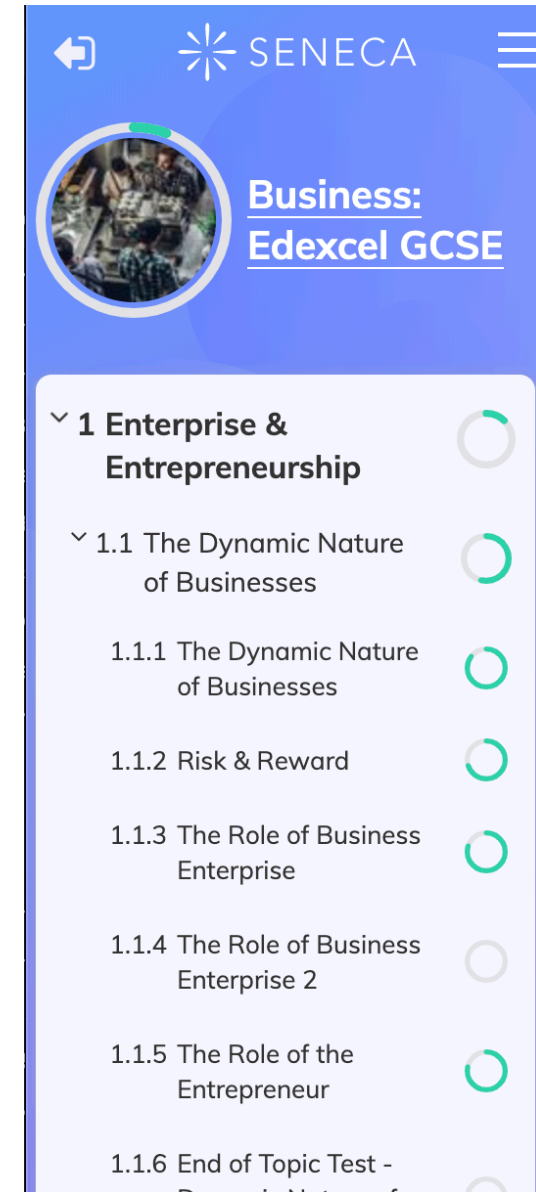 SENECA
Business:
Edexcel GCSE
1 Enterprise &
Entrepreneurship
1.1 The Dynamic Nature
of Businesses
1.1.1 The Dynamic Nature
of Businesses
1.1.2 Risk & Reward
1.1.3 The Role of Business
Enterprise
1.1.4 The Role of Business
Enterprise 2
1.1.5 The Role of the
Entrepreneur
1.1.6 End of Topic Test -
Dynamic Nature of